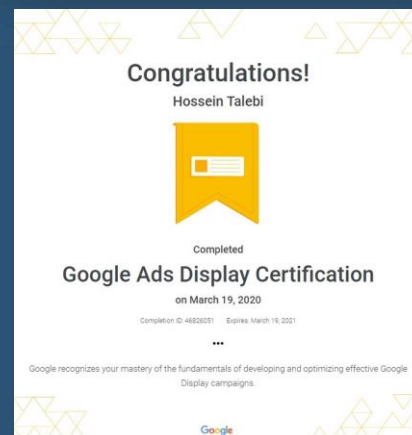 Congratulations!
Hossein Talebi
Completed
Google Ads Display Certification
on March 19, 2020
Completion ID: 46826051 Expires: March 19, 2021
•••
Google recognizes your mastery of the fundamentals of developing and optimizing effective Google
Display campaigns.
Google